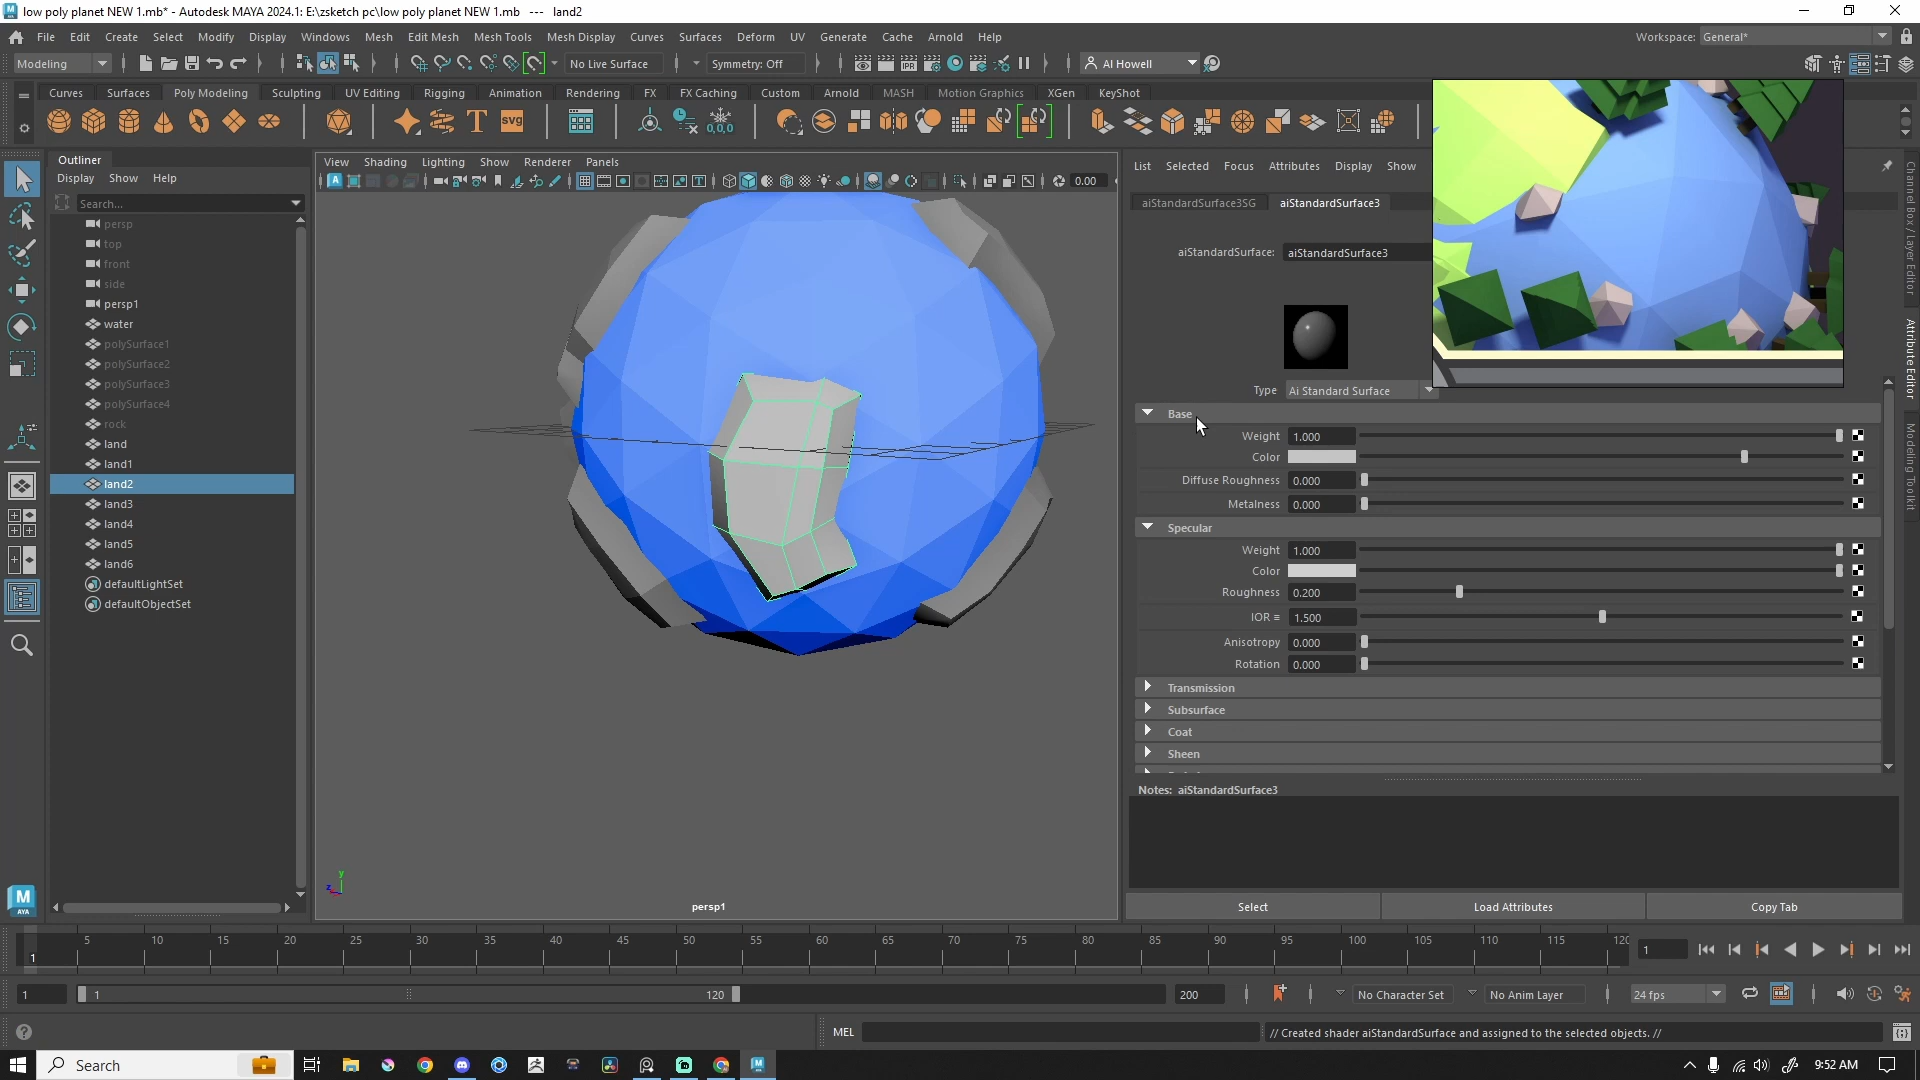 low poly planet NEW 1.mb* - Autodesk MAYA 2024.1: E:\zsketch pc\low poly planet NEW 1.mb --- land2
File Edit Create Select Modify Display Windows Mesh Edit Mesh Mesh Tools Mesh Display Curves Surfaces Deform UV Generate Cache Arnold Help
Workspace: General*
Modeling
No Live Surface
Symmetry: Off
Al Howell
Curves Surfaces Poly Modeling Sculpting UV Editing Rigging Animation Rendering FX FX Caching Custom Arnold MASH Motion Graphics XGen KeyShot
Outliner
Display Show Help
Search...
persp
top
front
side
persp1
water
polySurface1
polySurface2
polySurface3
polySurface4
rock
land
land1
land2
land3
land4
land5
land6
defaultLightSet
defaultObjectSet
View Shading Lighting Show Renderer Panels
0.00
persp1
List Selected Focus Attributes Display Show
aiStandardSurface3SG aiStandardSurface3
aiStandardSurface: aiStandardSurface3
Type Ai Standard Surface
Base
Weight 1.000
Color
Diffuse Roughness 0.000
Metalness 0.000
Specular
Weight 1.000
Color
Roughness 0.200
IOR 1.500
Anisotropy 0.000
Rotation 0.000
Transmission
Subsurface
Coat
Sheen
Notes: aiStandardSurface3
Select Load Attributes Copy Tab
Channel Box / Layer Editor
Attribute Editor
Modeling Toolkit
5 10 15 20 25 30 35 40 45 50 55 60 65 70 75 80 85 90 95 100 105 110 115 120
1
1
1 1 120 200
No Character Set
No Anim Layer
24 fps
MEL
// Created shader aiStandardSurface and assigned to the selected objects. //
Search
9:52 AM